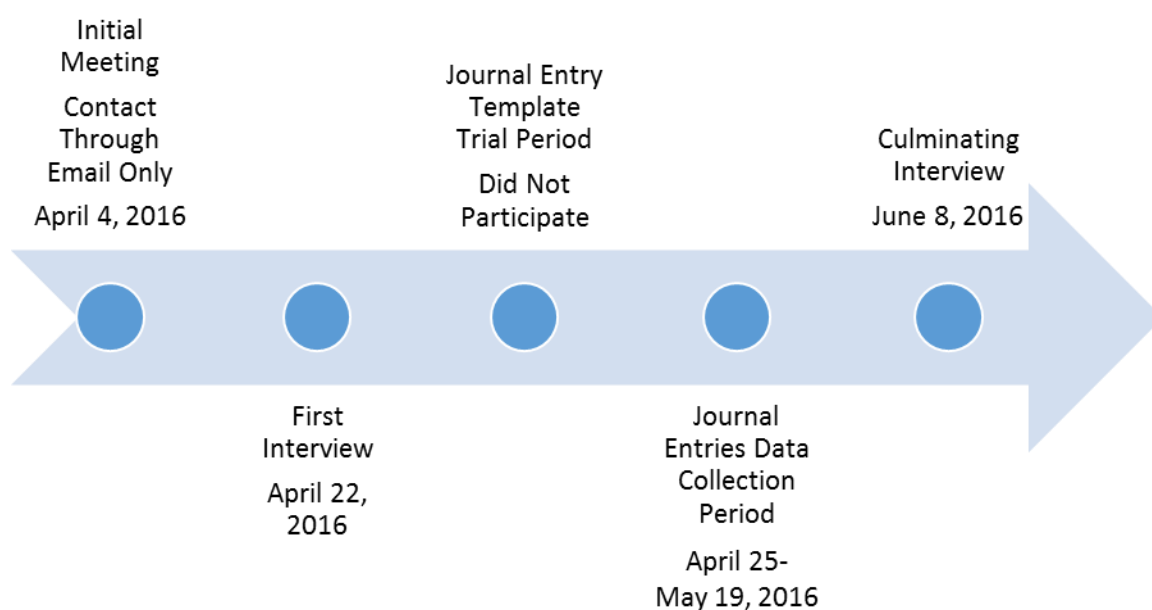 Initial
Meeting
Contact
Through
Email Only
April 4, 2016
First
Interview
April 22,
2016
Journal Entry
Template
Trial Period
Did Not
Participate
Journal
Entries Data
Collection
Period
April 25-
May 19, 2016
Culminating
Interview
June 8, 2016